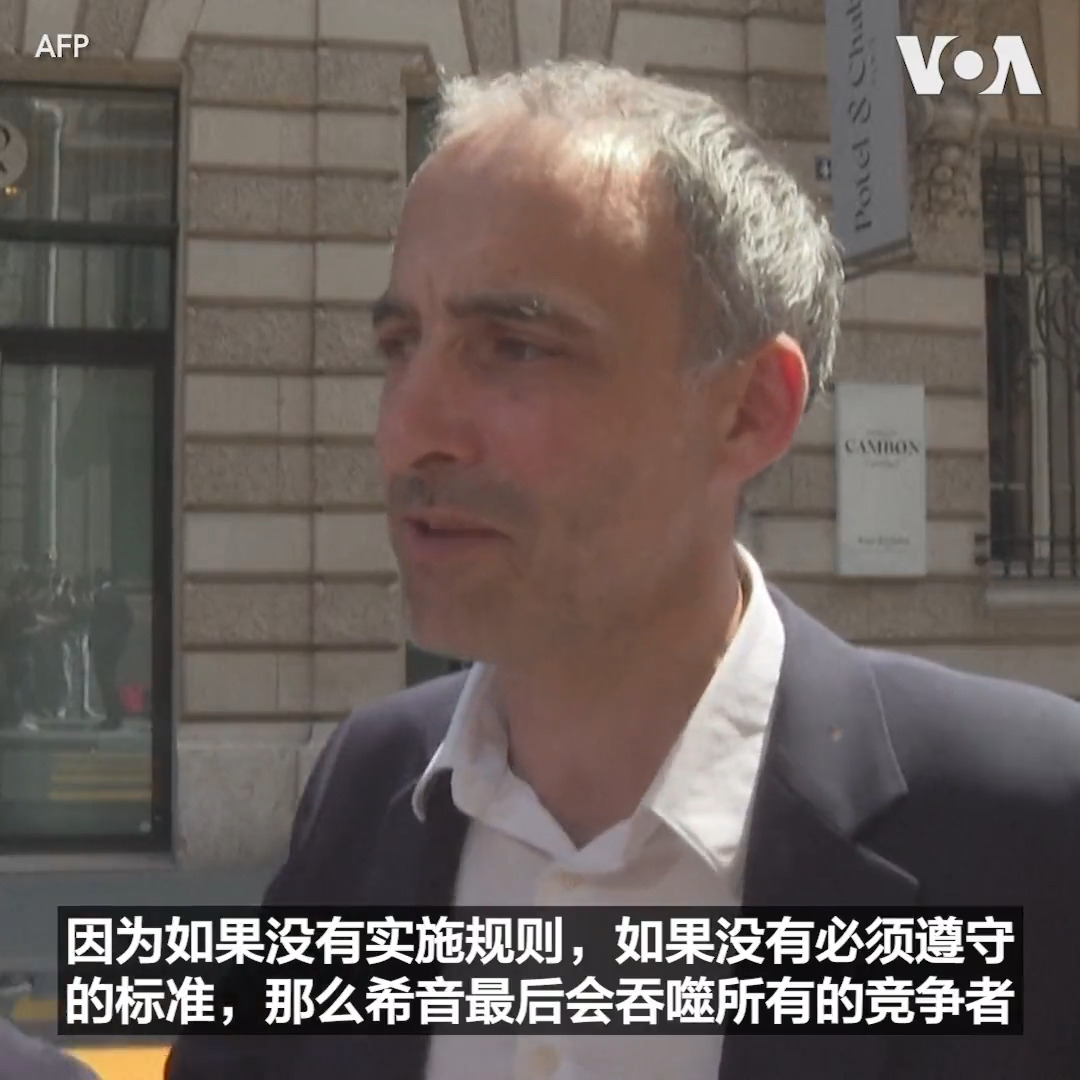 AFP
VOA
Potel & Chab
CAMBON
因为如果没有实施规则，如果没有必须遵守
的标准，那么希音最后会吞噬所有的竞争者